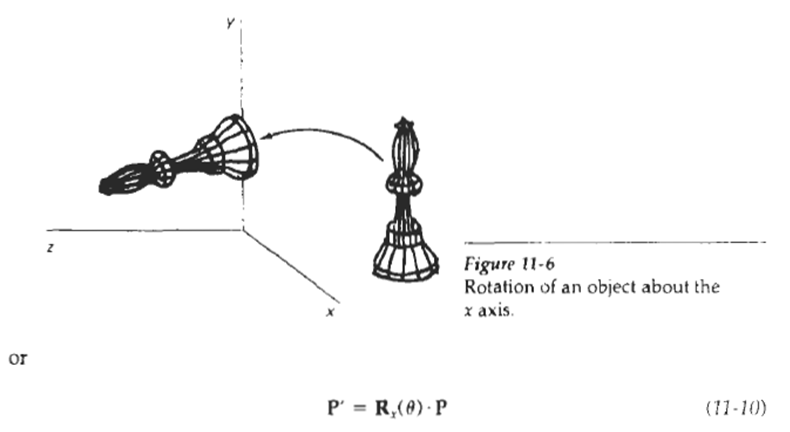 y
z
x
Figure 11-6
Rotation of an object about the
x axis.
or
P′ = Rₓ(θ) · P (11-10)